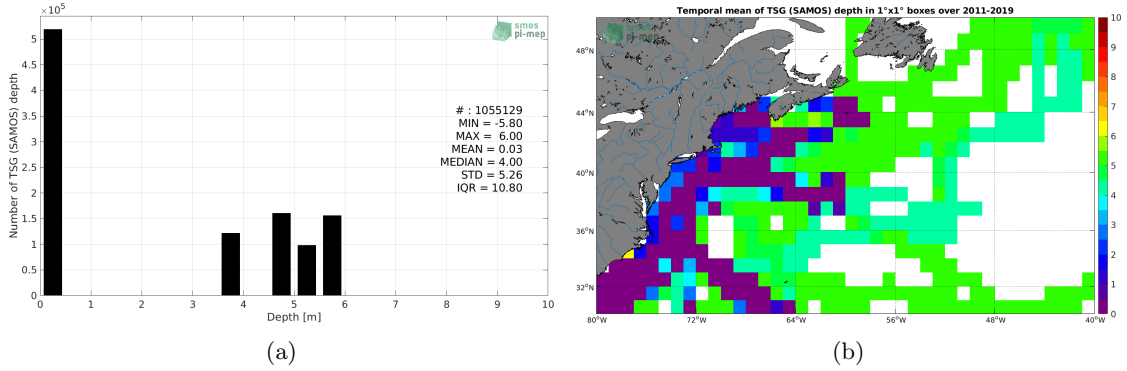 ×10⁵
5
4.5
4
3.5
3
2.5
2
1.5
1
0.5
0
Number of TSG (SAMOS) depth
0 1 2 3 4 5 6 7 8 9 10
Depth [m]
smos
pi-mep
# : 1055129
MIN = -5.80
MAX = 6.00
MEAN = 0.03
MEDIAN = 4.00
STD = 5.26
IQR = 10.80
(a)
Temporal mean of TSG (SAMOS) depth in 1°x1° boxes over 2011-2019
smos
pi-mep
48°N
44°N
40°N
36°N
32°N
80°W 72°W 64°W 56°W 48°W 40°W
10
9
8
7
6
5
4
3
2
1
0
(b)